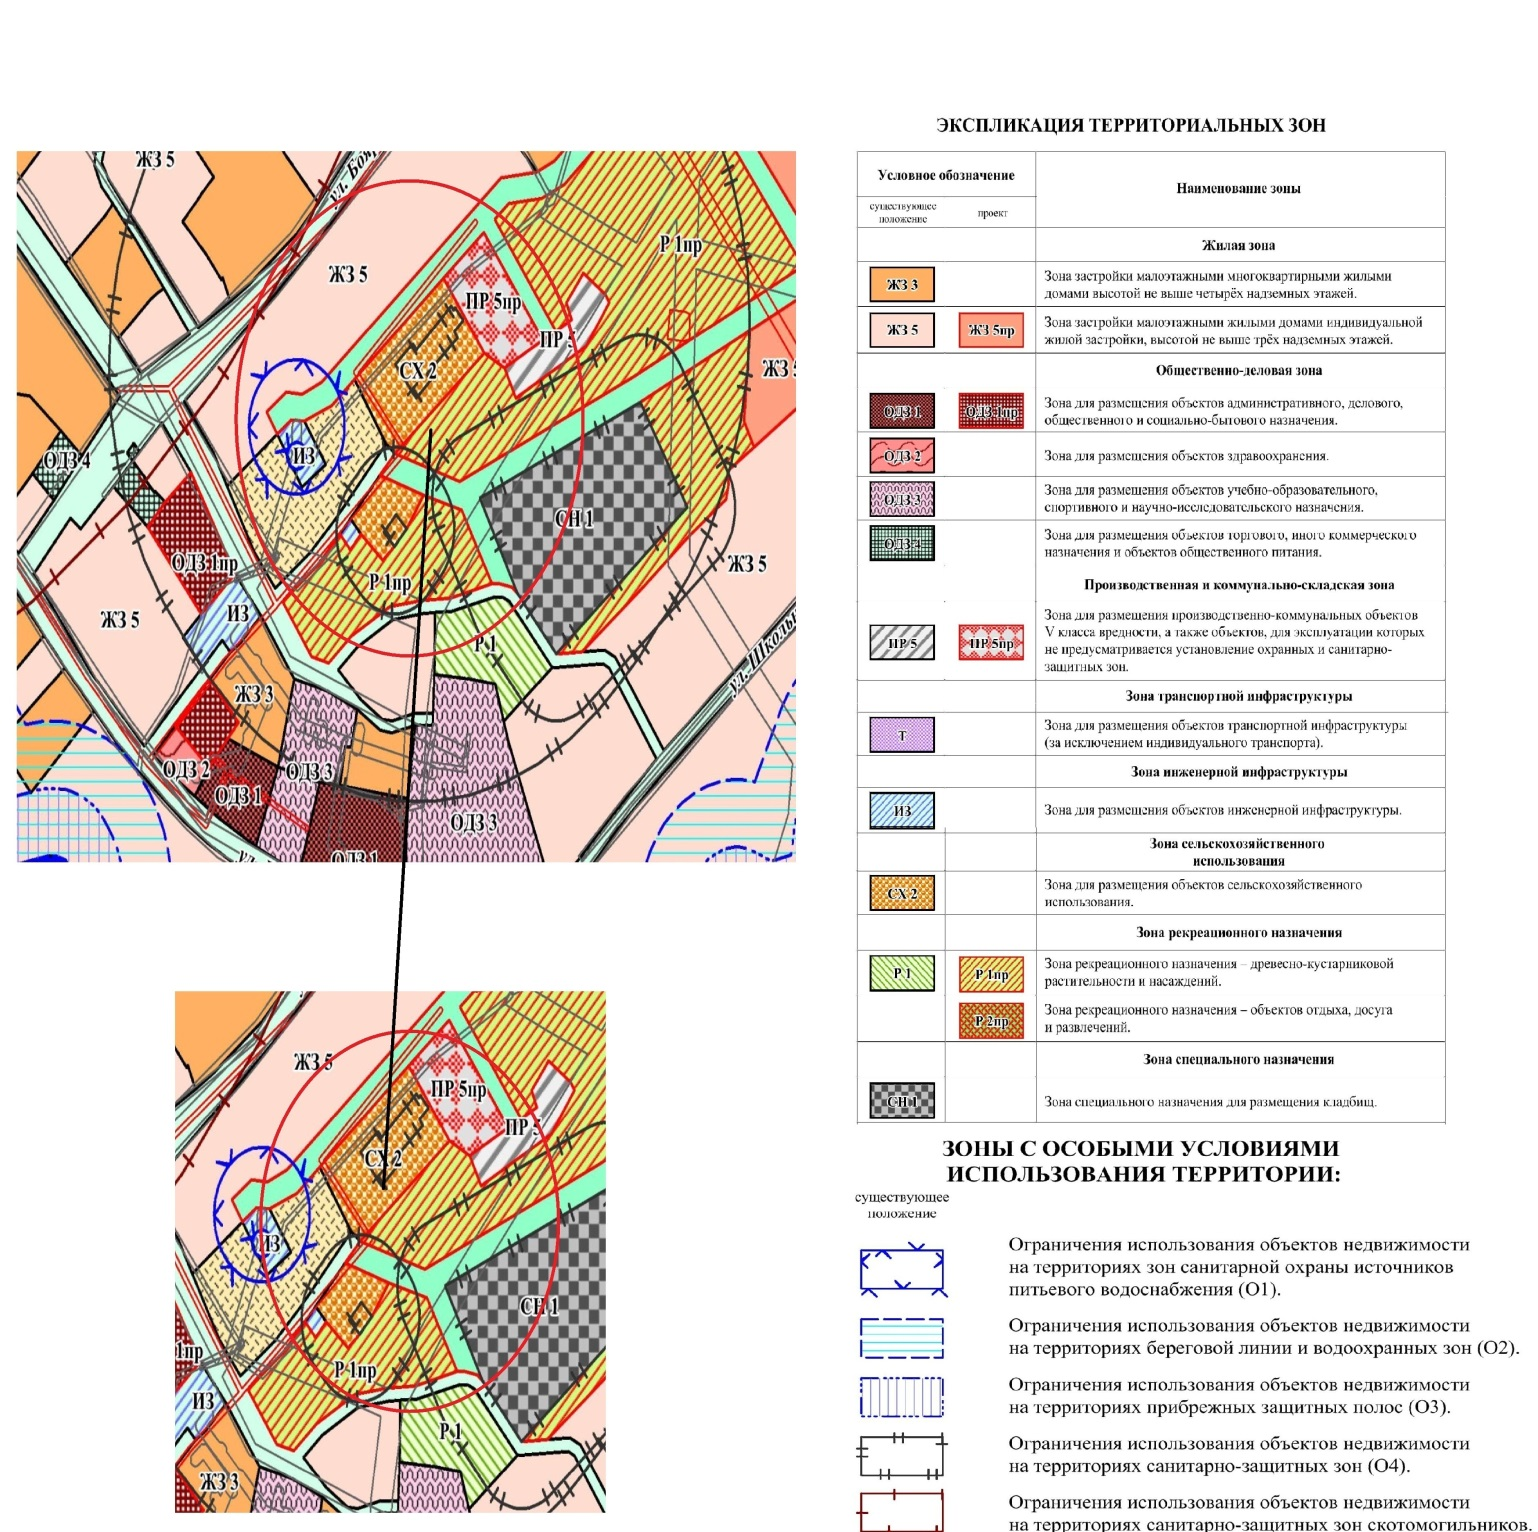 ЖЗ 5
ул. Бояр
Р 1пр
ЖЗ 5
ПР 5пр
ПР 5
СХ 2
ЖЗ 5
ИЗ
ОДЗ 4
СН 1
ОДЗ 1пр
ЖЗ 5
Р 1пр
ИЗ
ЖЗ 5
Р 1
ул. Школьн
ЖЗ 3
ОДЗ 2
ОДЗ 3
ОДЗ 1
ОДЗ 3
ул.
ОДЗ 1
ЖЗ 5
ПР 5пр
ПР 5
СХ 2
ИЗ
СН 1
1пр
Р 1пр
ИЗ
Р 1
ЖЗ 3
ЭКСПЛИКАЦИЯ ТЕРРИТОРИАЛЬНЫХ ЗОН
Условное обозначение
Наименование зоны
существующее
положение
проект
Жилая зона
ЖЗ 3
Зона застройки малоэтажными многоквартирными жилыми
домами высотой не выше четырёх надземных этажей.
ЖЗ 5
ЖЗ 5пр
Зона застройки малоэтажными жилыми домами индивидуальной
жилой застройки, высотой не выше трёх надземных этажей.
Общественно-деловая зона
ОДЗ 1
ОДЗ 1пр
Зона для размещения объектов административного, делового,
общественного и социально-бытового назначения.
ОДЗ 2
Зона для размещения объектов здравоохранения.
ОДЗ 3
Зона для размещения объектов учебно-образовательного,
спортивного и научно-иследовательского назначения.
ОДЗ 4
Зона для размещения объектов торгового, иного коммерческого
назначения и объектов общественного питания.
Производственная и коммунально-складская зона
ПР 5
ПР 5пр
Зона для размещения производственно-коммунальных объектов
V класса вредности, а также объектов, для эксплуатации которых
не предусматривается установление охранных и санитарно-
защитных зон.
Зона транспортной инфраструктуры
Т
Зона для размещения объектов транспортной инфраструктуры
(за исключением индивидуального транспорта).
Зона инженерной инфраструктуры
ИЗ
Зона для размещения объектов инженерной инфраструктуры.
Зона сельскохозяйственного
использования
СХ 2
Зона для размещения объектов сельскохозяйственного
использования.
Зона рекреационного назначения
Р 1
Р 1пр
Зона рекреационного назначения – древесно-кустарниковой
растительности и насаждений.
Р 2пр
Зона рекреационного назначения – объектов отдыха, досуга
и развлечений.
Зона специального назначения
СН 1
Зона специального назначения для размещения кладбищ.
ЗОНЫ С ОСОБЫМИ УСЛОВИЯМИ
ИСПОЛЬЗОВАНИЯ ТЕРРИТОРИИ:
существующее
положение
Ограничения использования объектов недвижимости
на территориях зон санитарной охраны источников
питьевого водоснабжения (О1).
Ограничения использования объектов недвижимости
на территориях береговой линии и водоохранных зон (О2).
Ограничения использования объектов недвижимости
на территориях прибрежных защитных полос (О3).
Ограничения использования объектов недвижимости
на территориях санитарно-защитных зон (О4).
Ограничения использования объектов недвижимости
на территориях санитарно-защитных зон скотомогильников.